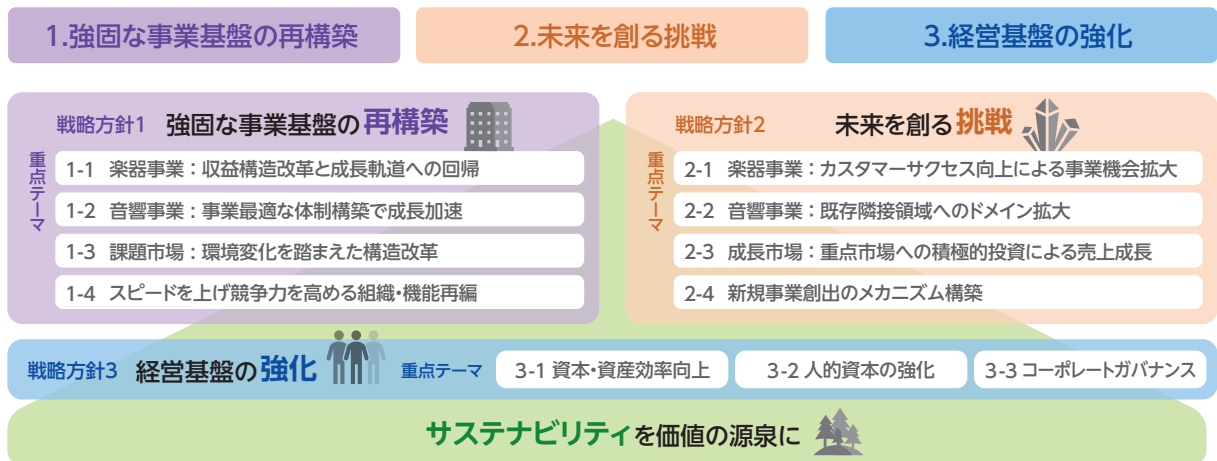 1.強固な事業基盤の再構築
2.未来を創る挑戦
3.経営基盤の強化
戦略方針1 強固な事業基盤の再構築
重点テーマ
1-1 楽器事業：収益構造改革と成長軌道への回帰
1-2 音響事業：事業最適な体制構築で成長加速
1-3 課題市場：環境変化を踏まえた構造改革
1-4 スピードを上げ競争力を高める組織・機能再編
戦略方針2 未来を創る挑戦
重点テーマ
2-1 楽器事業：カスタマーサクセス向上による事業機会拡大
2-2 音響事業：既存隣接領域へのドメイン拡大
2-3 成長市場：重点市場への積極的投資による売上成長
2-4 新規事業創出のメカニズム構築
戦略方針3 経営基盤の強化 重点テーマ 3-1 資本・資産効率向上 3-2 人的資本の強化 3-3 コーポレートガバナンス
サステナビリティを価値の源泉に